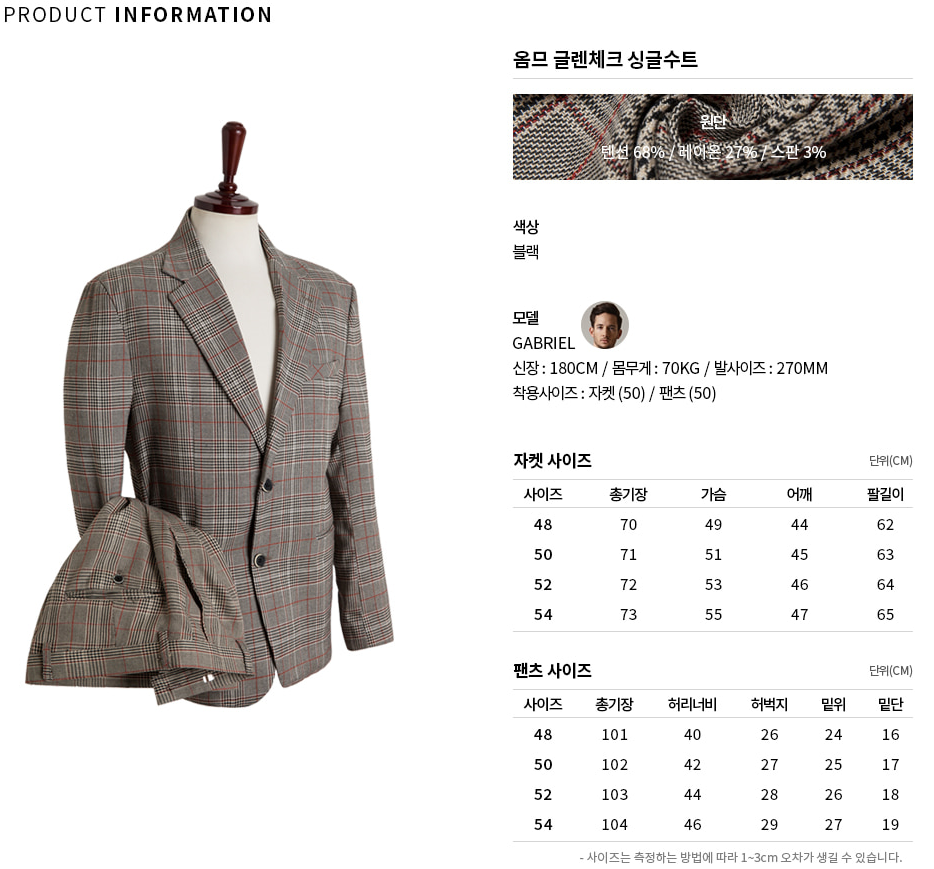 PRODUCT INFORMATION
옴므 글렌체크 싱글수트
원단
텐션 68% / 레이온 27% / 스판 3%
색상
블랙
모델
GABRIEL
신장 : 180CM / 몸무게 : 70KG / 발사이즈 : 270MM
착용사이즈 : 자켓 (50) / 팬츠 (50)
자켓 사이즈 단위(CM)
사이즈 총기장 가슴 어깨 팔길이
48 70 49 44 62
50 71 51 45 63
52 72 53 46 64
54 73 55 47 65
팬츠 사이즈 단위(CM)
사이즈 총기장 허리너비 허벅지 밑위 밑단
48 101 40 26 24 16
50 102 42 27 25 17
52 103 44 28 26 18
54 104 46 29 27 19
- 사이즈는 측정하는 방법에 따라 1~3cm 오차가 생길 수 있습니다.